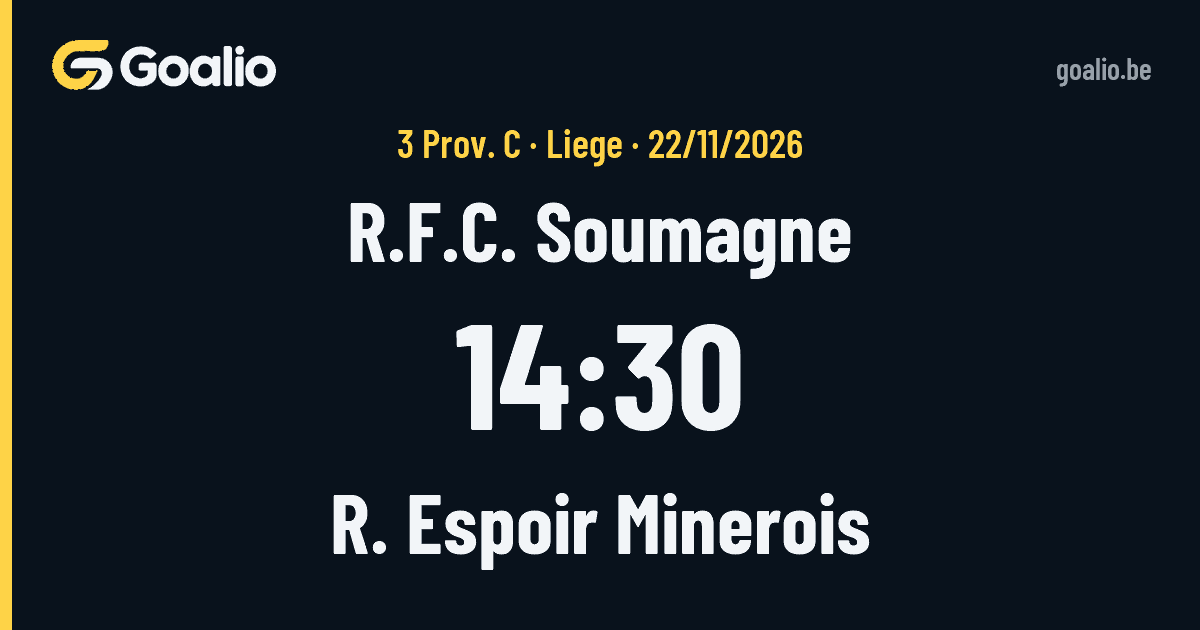 Goalio
goalio.be
3 Prov. C · Liege · 22/11/2026
R.F.C. Soumagne
14:30
R. Espoir Minerois